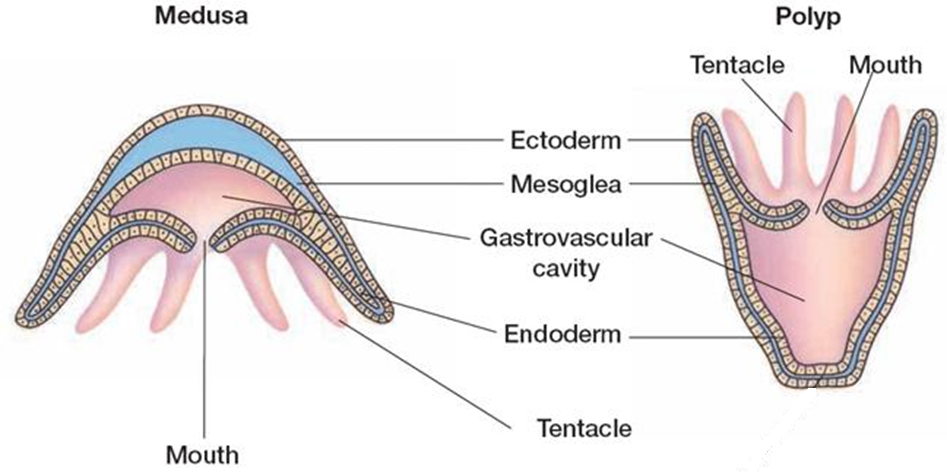 Medusa
Polyp
Tentacle
Mouth
Ectoderm
Mesoglea
Gastrovascular
cavity
Endoderm
Tentacle
Mouth